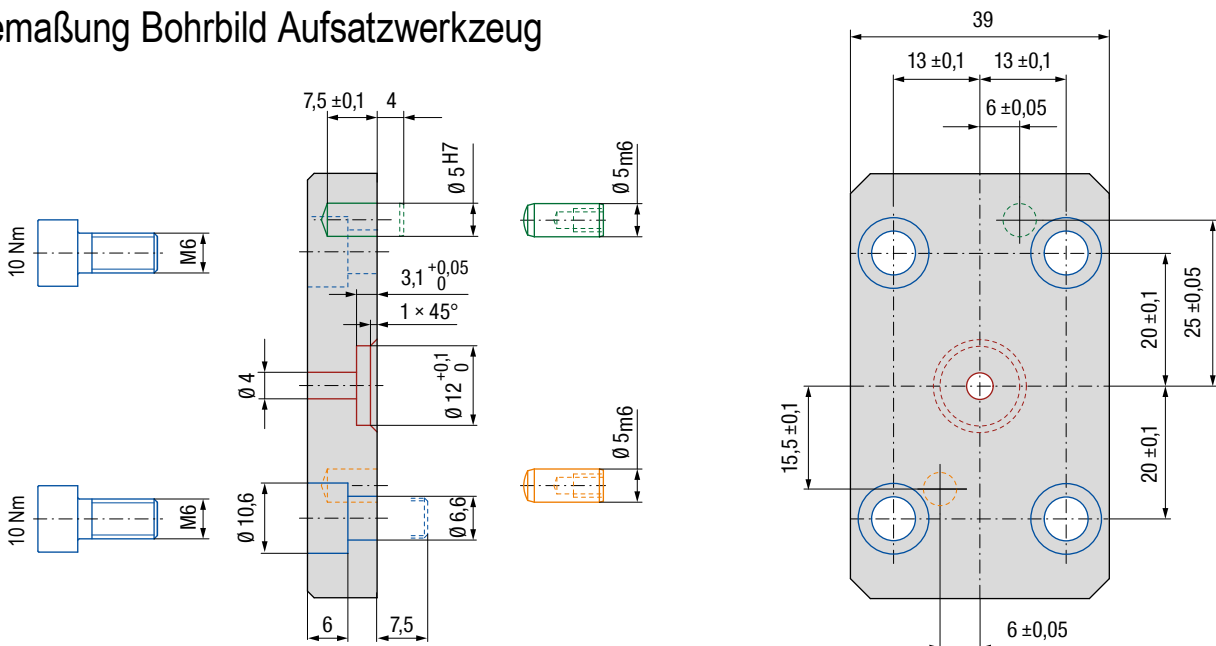 emaßung Bohrbild Aufsatzwerkzeug
39
13 ±0,1 13 ±0,1
6 ±0,05
7,5 ±0,1 4
Ø 5 H7
Ø 5 m6
10 Nm
M6
3,1 +0,05 0
1 × 45°
Ø 4
Ø 12 +0,1 0
20 ±0,1
25 ±0,05
15,5 ±0,1
20 ±0,1
Ø 5 m6
10 Nm
M6
Ø 10,6
Ø 6,6
6 7,5
6 ±0,05